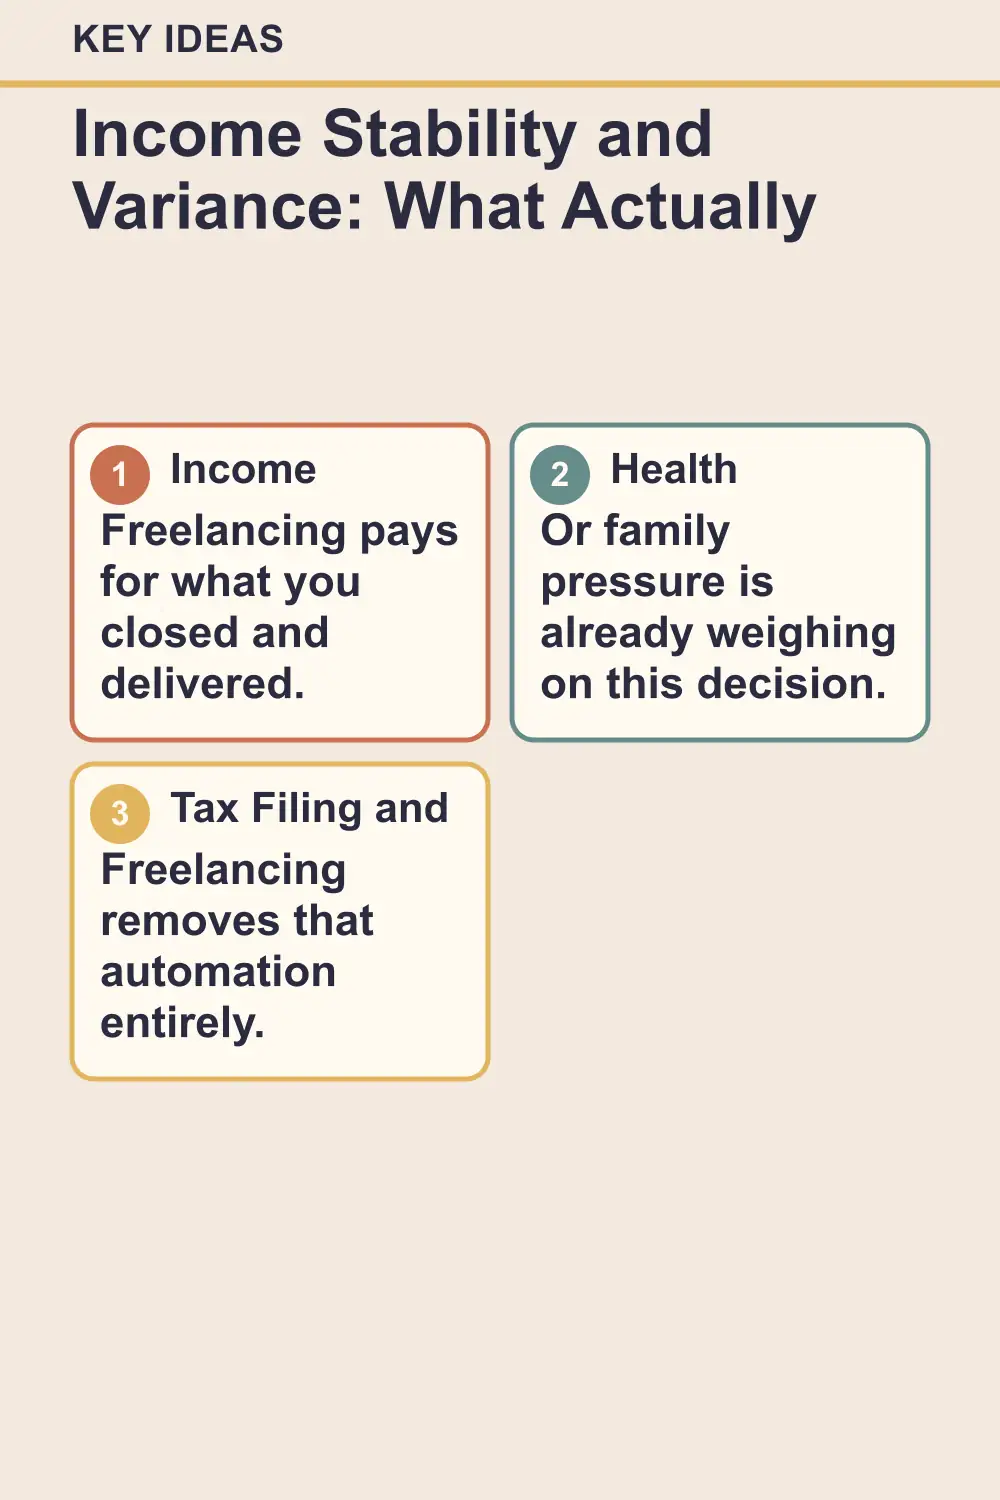 KEY IDEAS
Income Stability and
Variance: What Actually
1 Income
Freelancing pays
for what you
closed and
delivered.
2 Health
Or family
pressure is
already weighing
on this decision.
3 Tax Filing and
Freelancing
removes that
automation
entirely.